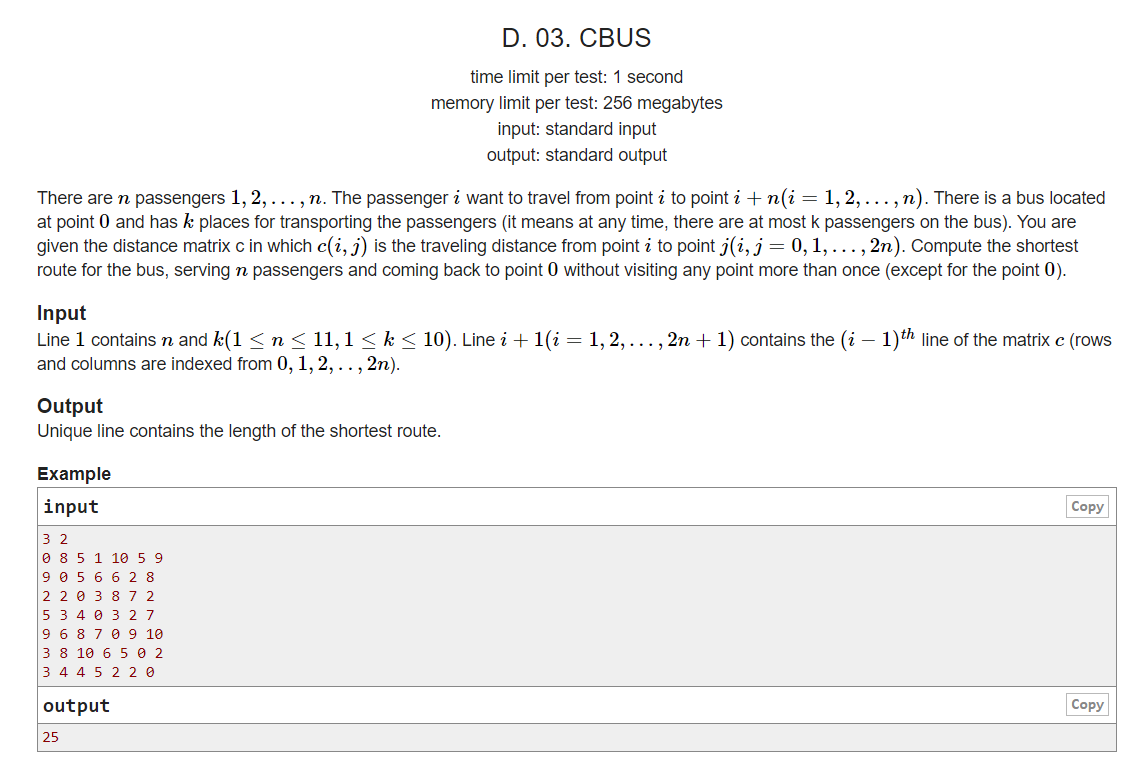 D. 03. CBUS
time limit per test: 1 second
memory limit per test: 256 megabytes
input: standard input
output: standard output
There are n passengers 1, 2, . . . , n. The passenger i want to travel from point i to point i + n(i = 1, 2, . . . , n). There is a bus located
at point 0 and has k places for transporting the passengers (it means at any time, there are at most k passengers on the bus). You are
given the distance matrix c in which c(i, j) is the traveling distance from point i to point j(i, j = 0, 1, . . . , 2n). Compute the shortest
route for the bus, serving n passengers and coming back to point 0 without visiting any point more than once (except for the point 0).
Input
Line 1 contains n and k(1 ≤ n ≤ 11, 1 ≤ k ≤ 10). Line i + 1(i = 1, 2, . . . , 2n + 1) contains the (i − 1)th line of the matrix c (rows
and columns are indexed from 0, 1, 2, . . , 2n).
Output
Unique line contains the length of the shortest route.
Example
input Copy
3 2
0 8 5 1 10 5 9
9 0 5 6 6 2 8
2 2 0 3 8 7 2
5 3 4 0 3 2 7
9 6 8 7 0 9 10
3 8 10 6 5 0 2
3 4 4 5 2 2 0
output Copy
25